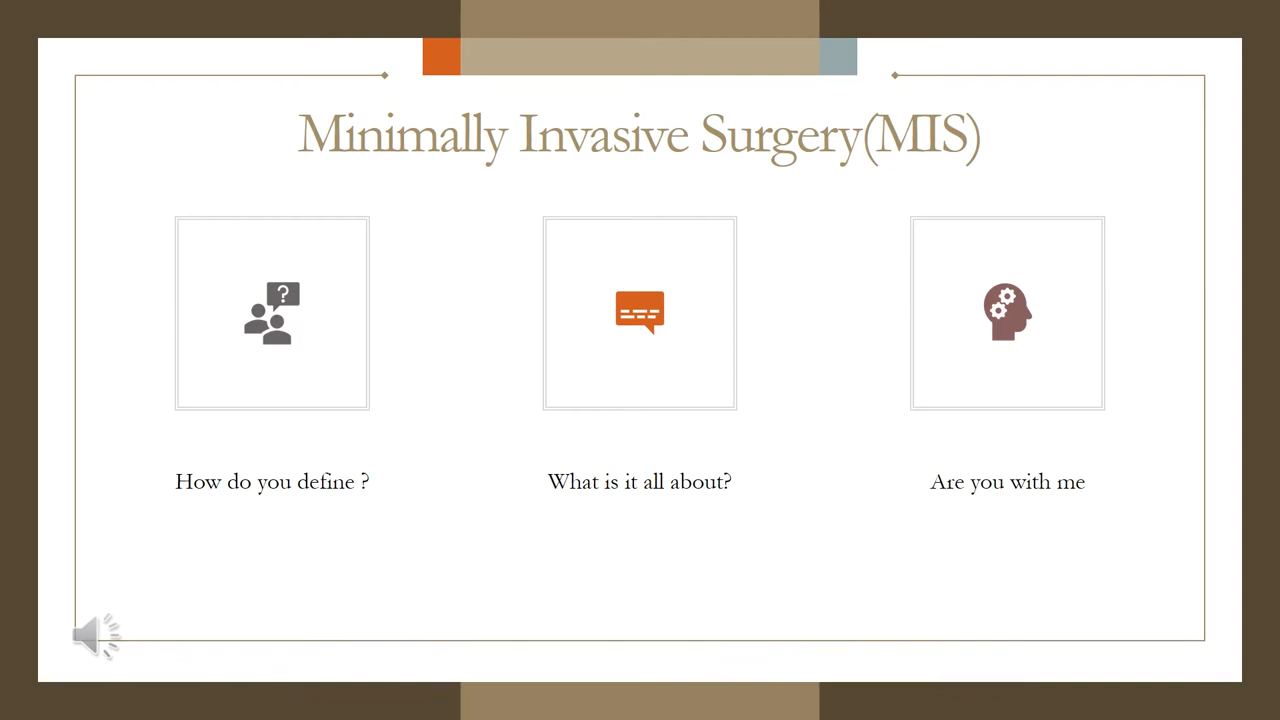 Minimally Invasive Surgery(MIS)
?
How do you define ?
What is it all about?
Are you with me